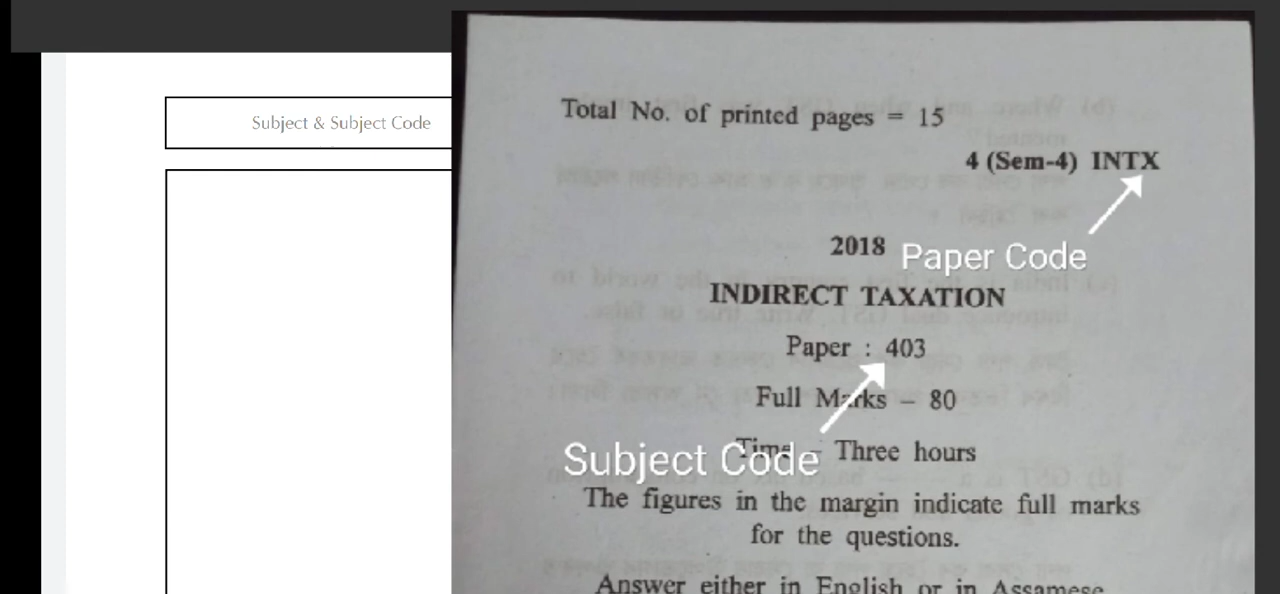 Subject & Subject Code
Total No. of printed pages = 15
4 (Sem-4) INTX
2018
Paper Code
INDIRECT TAXATION
Paper : 403
Full Marks – 80
Time – Three hours
Subject Code
The figures in the margin indicate full marks
for the questions.
Answer either in English or in Assamese